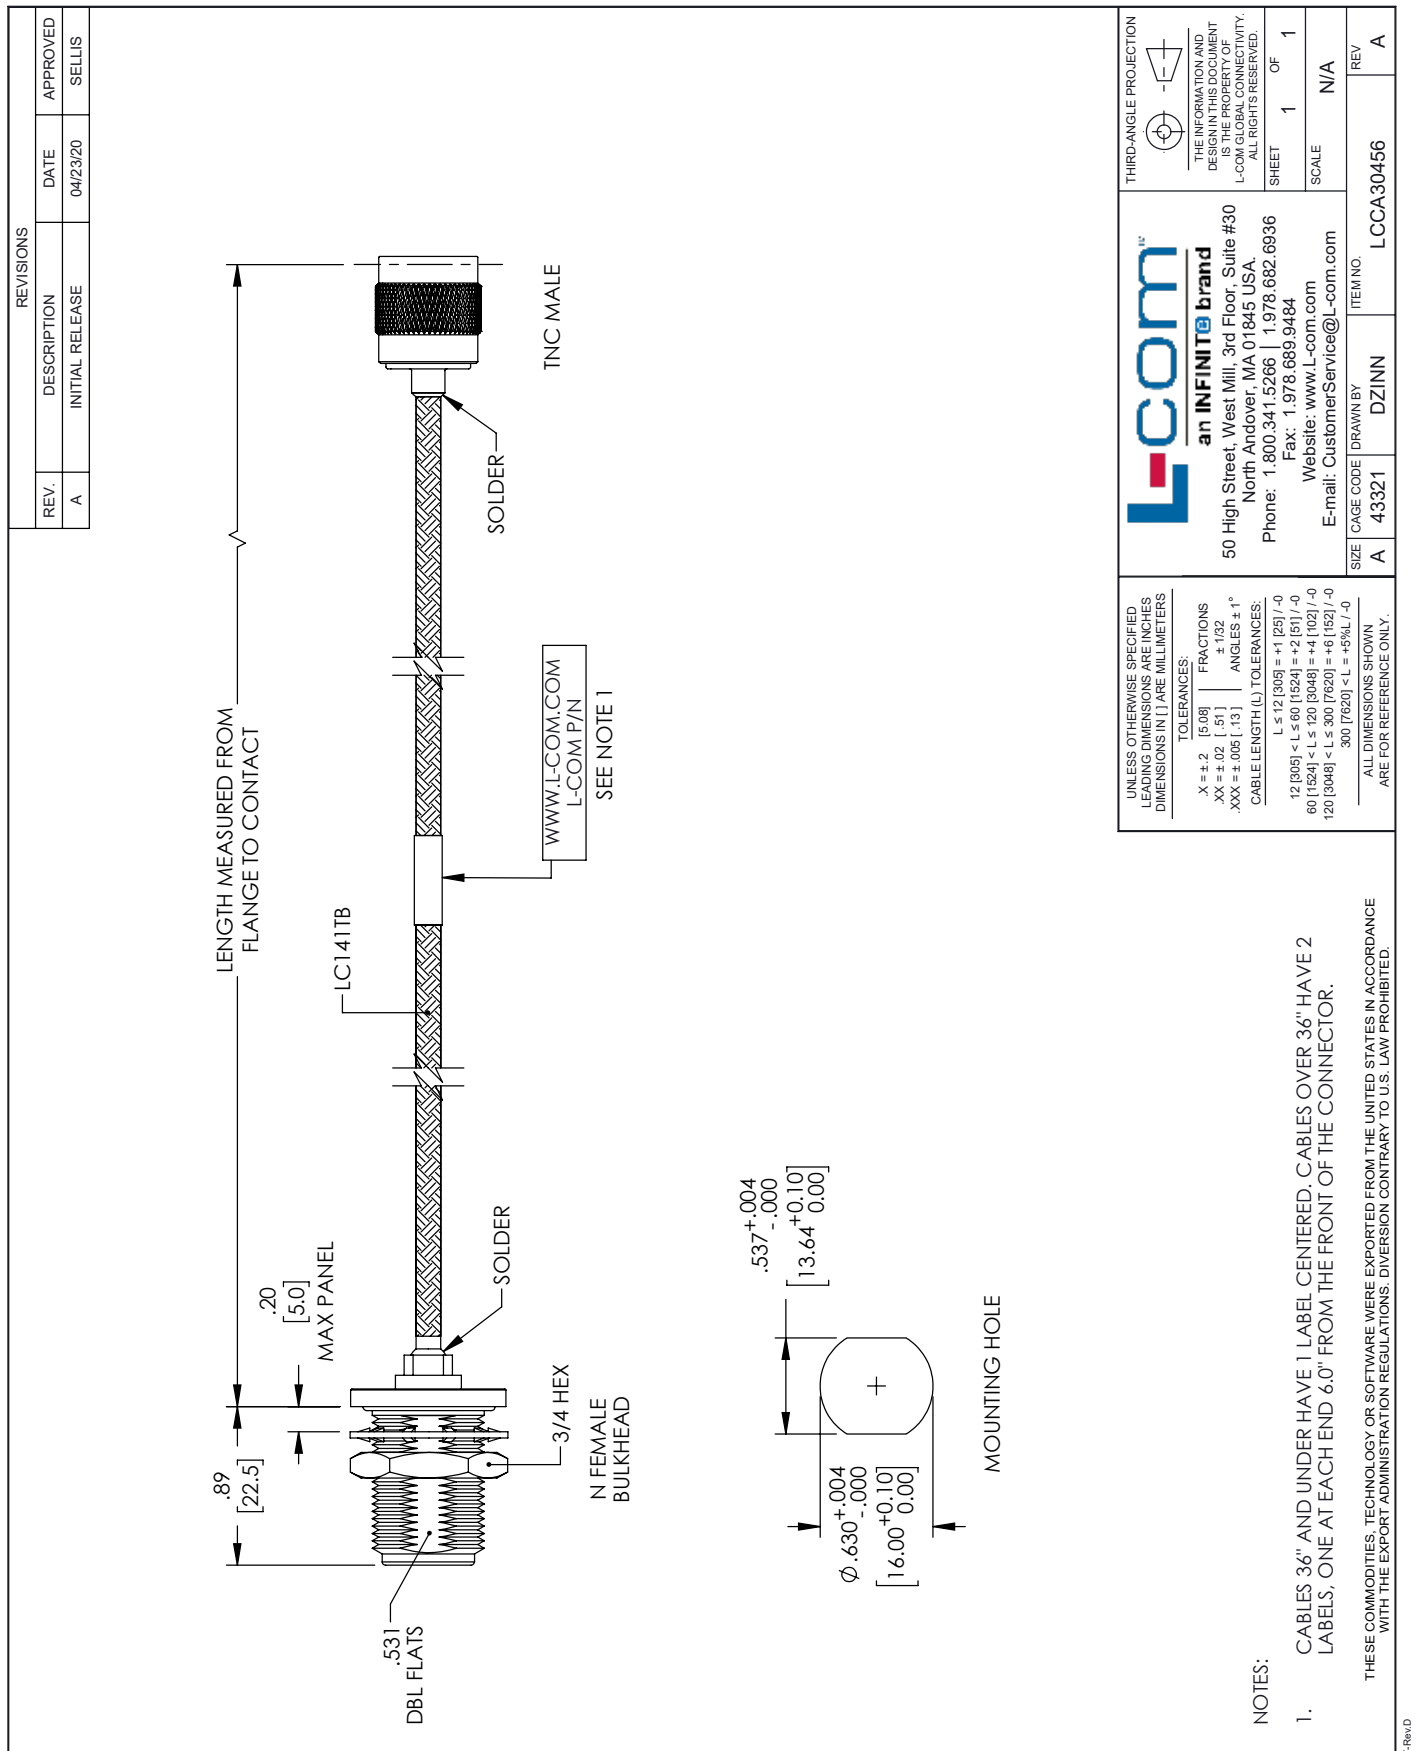 REVISIONS
REV.
DESCRIPTION
DATE
APPROVED
A
INITIAL RELEASE
04/23/20
SELLIS
LENGTH MEASURED FROM
FLANGE TO CONTACT
.89
[22.5]
.20
[5.0]
MAX PANEL
LC141TB
.531
DBL FLATS
3/4 HEX
N FEMALE
BULKHEAD
SOLDER
WWW.L-COM.COM
L-COM P/N
SEE NOTE 1
SOLDER
TNC MALE
.537+.004
-.000
[13.64+0.10]
0.00]
Ø.630+.004
-.000
[16.00+0.10]
0.00]
MOUNTING HOLE
NOTES:
1. CABLES 36" AND UNDER HAVE 1 LABEL CENTERED. CABLES OVER 36" HAVE 2
LABELS, ONE AT EACH END 6.0" FROM THE FRONT OF THE CONNECTOR.
THESE COMMODITIES, TECHNOLOGY OR SOFTWARE WERE EXPORTED FROM THE UNITED STATES IN ACCORDANCE
WITH THE EXPORT ADMINISTRATION REGULATIONS. DIVERSION CONTRARY TO U.S. LAW PROHIBITED.
UNLESS OTHERWISE SPECIFIED
LEADING DIMENSIONS ARE INCHES
DIMENSIONS IN [ ] ARE MILLIMETERS
TOLERANCES:
.X = ± .2 [5.08] FRACTIONS
.XX = ± .02 [ .51] ± 1/32
.XXX = ± .005 [ .13 ] ANGLES ± 1°
CABLE LENGTH (L) TOLERANCES:
L ≤ 12 [305] = +1 [25] / -0
12 [305] < L ≤ 60 [1524] = +2 [51] / -0
60 [1524] < L ≤ 120 [3048] = +4 [102] / -0
120 [3048] < L ≤ 300 [7620] = +6 [152] / -0
300 [7620] < L = +5%L / -0
ALL DIMENSIONS SHOWN
ARE FOR REFERENCE ONLY.
L-com
an INFINIT@ brand
50 High Street, West Mill, 3rd Floor, Suite #30
North Andover, MA 01845 USA.
Phone: 1.800.341.5266 | 1.978.682.6936
Fax: 1.978.689.9484
Website: www.L-com.com
E-mail: CustomerService@L-com.com
THIRD-ANGLE PROJECTION
THE INFORMATION AND
DESIGN IN THIS DOCUMENT
IS THE PROPERTY OF
L-COM GLOBAL CONNECTIVITY.
ALL RIGHTS RESERVED.
SHEET 1 OF 1
SCALE N/A
SIZE
A
CAGE CODE
43321
DRAWN BY
DZINN
ITEM NO.
LCCA30456
REV
A
-Rev.D